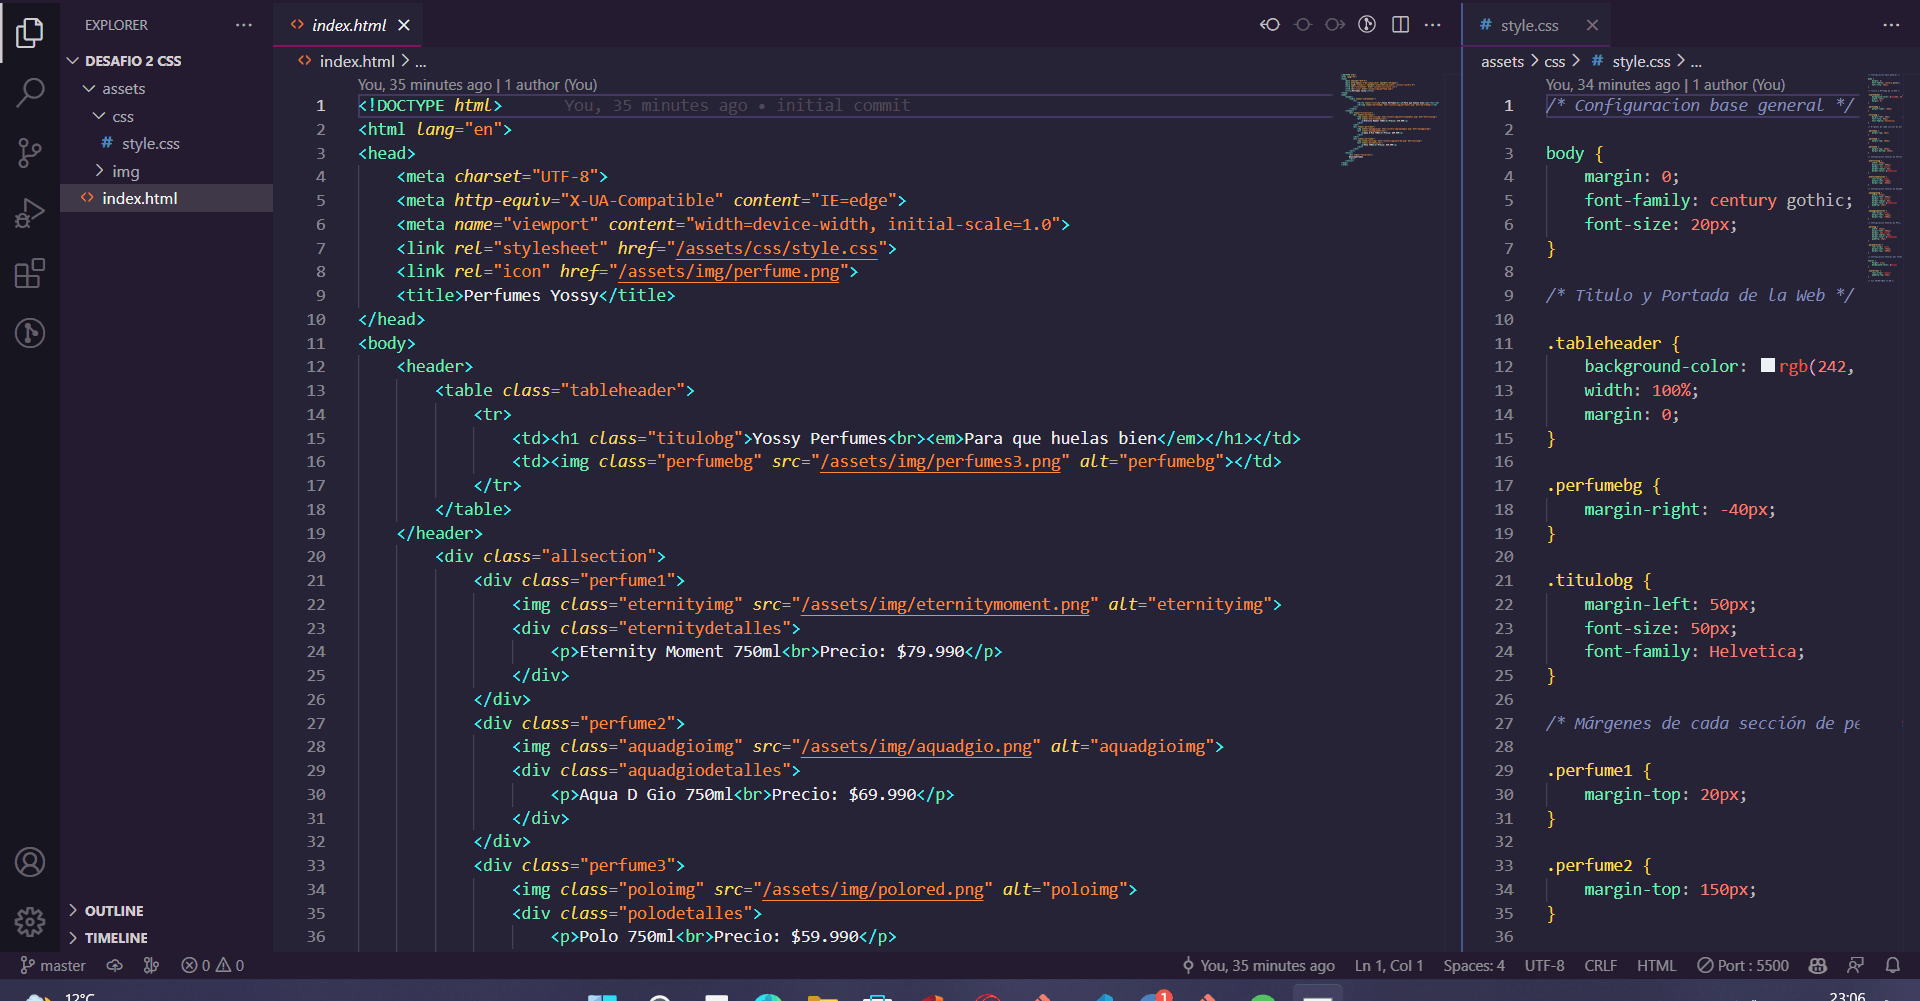 EXPLORER
DESAFIO 2 CSS
assets
css
# style.css
img
<> index.html
OUTLINE
TIMELINE
<> index.html
<> index.html > ...
You, 35 minutes ago | 1 author (You)
1 <!DOCTYPE html> You, 35 minutes ago • initial commit
2 <html lang="en">
3 <head>
4 <meta charset="UTF-8">
5 <meta http-equiv="X-UA-Compatible" content="IE=edge">
6 <meta name="viewport" content="width=device-width, initial-scale=1.0">
7 <link rel="stylesheet" href="/assets/css/style.css">
8 <link rel="icon" href="/assets/img/perfume.png">
9 <title>Perfumes Yossy</title>
10 </head>
11 <body>
12 <header>
13 <table class="tableheader">
14 <tr>
15 <td><h1 class="titulobg">Yossy Perfumes<br><em>Para que huelas bien</em></h1></td>
16 <td><img class="perfumebg" src="/assets/img/perfumes3.png" alt="perfumebg"></td>
17 </tr>
18 </table>
19 </header>
20 <div class="allsection">
21 <div class="perfume1">
22 <img class="eternityimg" src="/assets/img/eternitymoment.png" alt="eternityimg">
23 <div class="eternitydetalles">
24 <p>Eternity Moment 750ml<br>Precio: $79.990</p>
25 </div>
26 </div>
27 <div class="perfume2">
28 <img class="aquadgioimg" src="/assets/img/aquadgio.png" alt="aquadgioimg">
29 <div class="aquadgiodetalles">
30 <p>Aqua D Gio 750ml<br>Precio: $69.990</p>
31 </div>
32 </div>
33 <div class="perfume3">
34 <img class="poloimg" src="/assets/img/polored.png" alt="poloimg">
35 <div class="polodetalles">
36 <p>Polo 750ml<br>Precio: $59.990</p>
# style.css
assets > css > # style.css > ...
You, 34 minutes ago | 1 author (You)
1 /* Configuracion base general */
2
3 body {
4 margin: 0;
5 font-family: century gothic;
6 font-size: 20px;
7 }
8
9 /* Titulo y Portada de la Web */
10
11 .tableheader {
12 background-color: rgb(242,
13 width: 100%;
14 margin: 0;
15 }
16
17 .perfumebg {
18 margin-right: -40px;
19 }
20
21 .titulobg {
22 margin-left: 50px;
23 font-size: 50px;
24 font-family: Helvetica;
25 }
26
27 /* Márgenes de cada sección de pe
28
29 .perfume1 {
30 margin-top: 20px;
31 }
32
33 .perfume2 {
34 margin-top: 150px;
35 }
36
master 0 0 You, 35 minutes ago Ln 1, Col 1 Spaces: 4 UTF-8 CRLF HTML Port : 5500
12°C 1 23:06